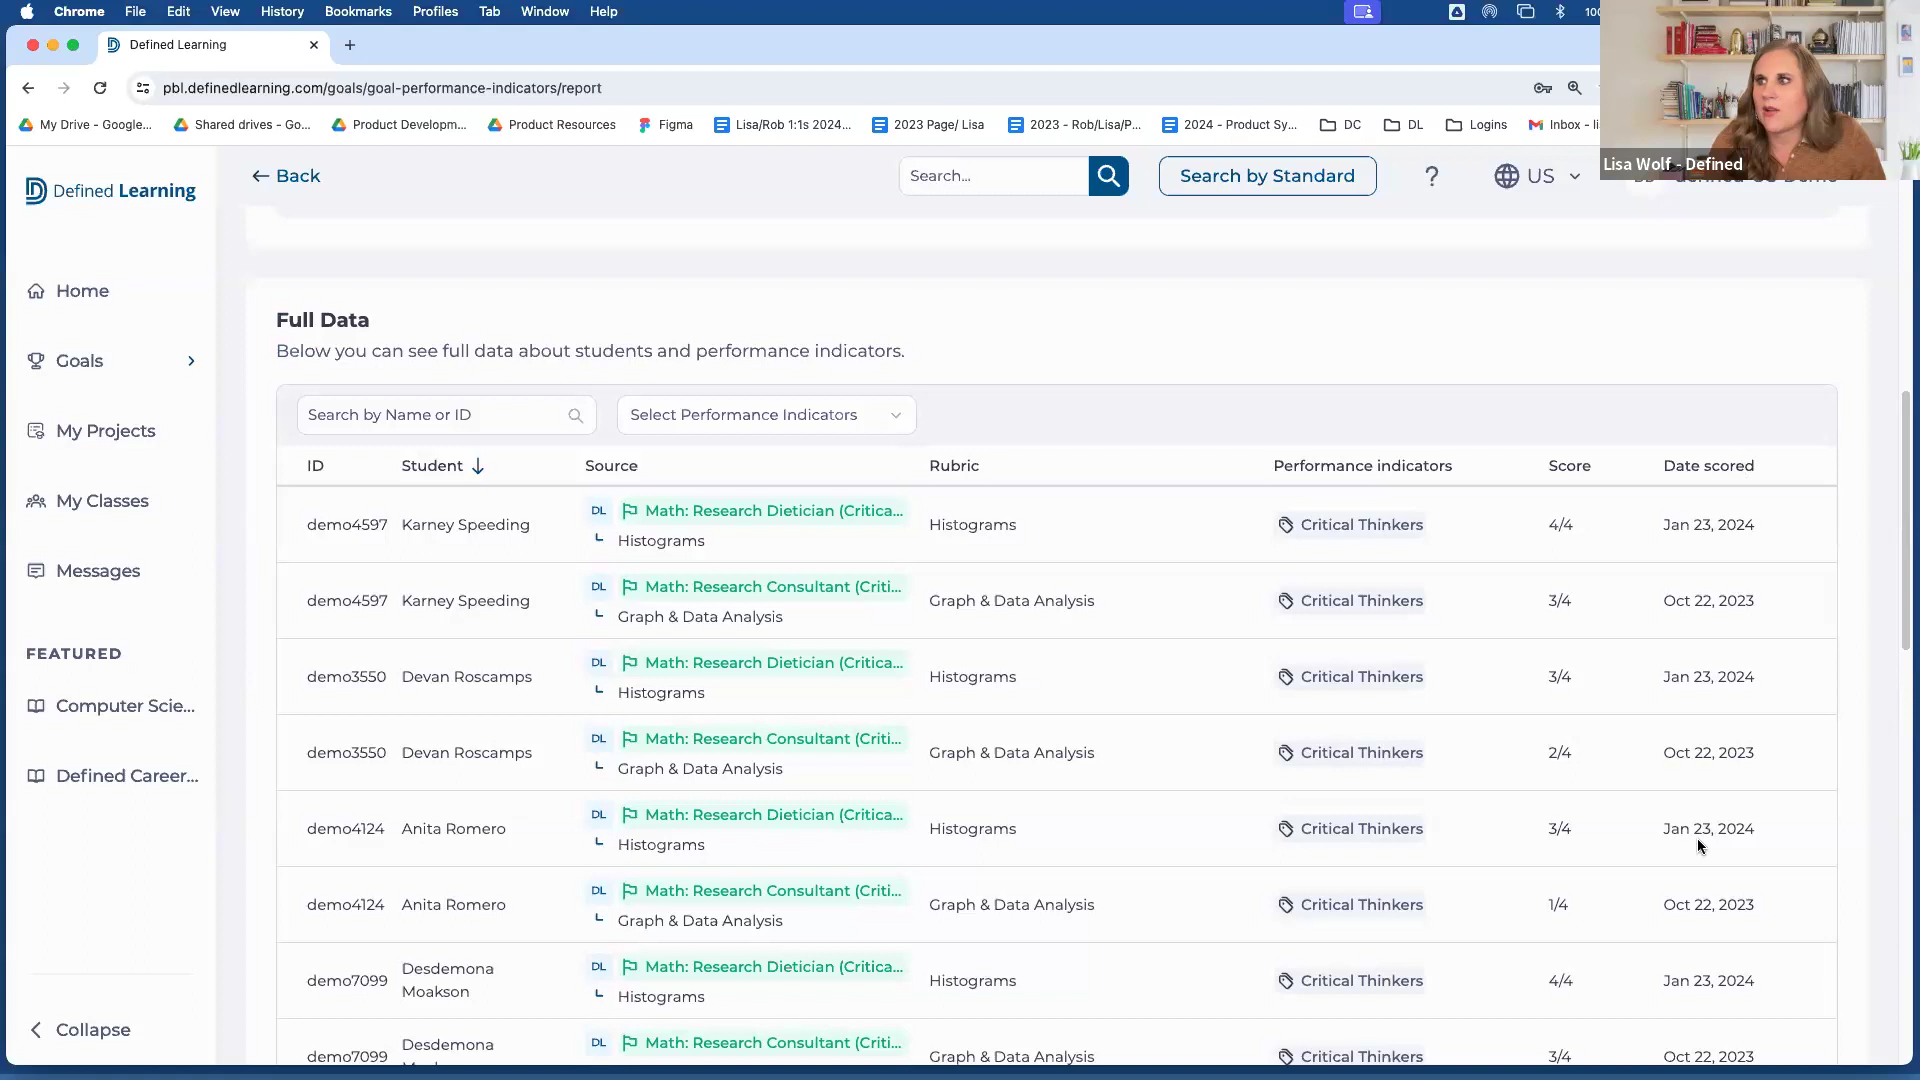 Chrome File Edit View History Bookmarks Profiles Tab Window Help
Defined Learning
pbl.definedlearning.com/goals/goal-performance-indicators/report
My Drive - Google... Shared drives - Go... Product Developm... Product Resources Figma Lisa/Rob 1:1s 2024... 2023 Page/ Lisa 2023 - Rob/Lisa/P... 2024 - Product Sy... DC DL Logins Inbox - li
Lisa Wolf - Defined
Defined Learning
Back
Search...
Search by Standard
? US
Home
Goals
My Projects
My Classes
Messages
FEATURED
Computer Scie...
Defined Career...
Collapse
Full Data
Below you can see full data about students and performance indicators.
Search by Name or ID Select Performance Indicators
ID Student Source Rubric Performance indicators Score Date scored
demo4597 Karney Speeding DL Math: Research Dietician (Critica... Histograms Histograms Critical Thinkers 4/4 Jan 23, 2024
demo4597 Karney Speeding DL Math: Research Consultant (Criti... Graph & Data Analysis Graph & Data Analysis Critical Thinkers 3/4 Oct 22, 2023
demo3550 Devan Roscamps DL Math: Research Dietician (Critica... Histograms Histograms Critical Thinkers 3/4 Jan 23, 2024
demo3550 Devan Roscamps DL Math: Research Consultant (Criti... Graph & Data Analysis Graph & Data Analysis Critical Thinkers 2/4 Oct 22, 2023
demo4124 Anita Romero DL Math: Research Dietician (Critica... Histograms Histograms Critical Thinkers 3/4 Jan 23, 2024
demo4124 Anita Romero DL Math: Research Consultant (Criti... Graph & Data Analysis Graph & Data Analysis Critical Thinkers 1/4 Oct 22, 2023
demo7099 Desdemona Moakson DL Math: Research Dietician (Critica... Histograms Histograms Critical Thinkers 4/4 Jan 23, 2024
demo7099 Desdemona DL Math: Research Consultant (Criti... Graph & Data Analysis Critical Thinkers 3/4 Oct 22, 2023